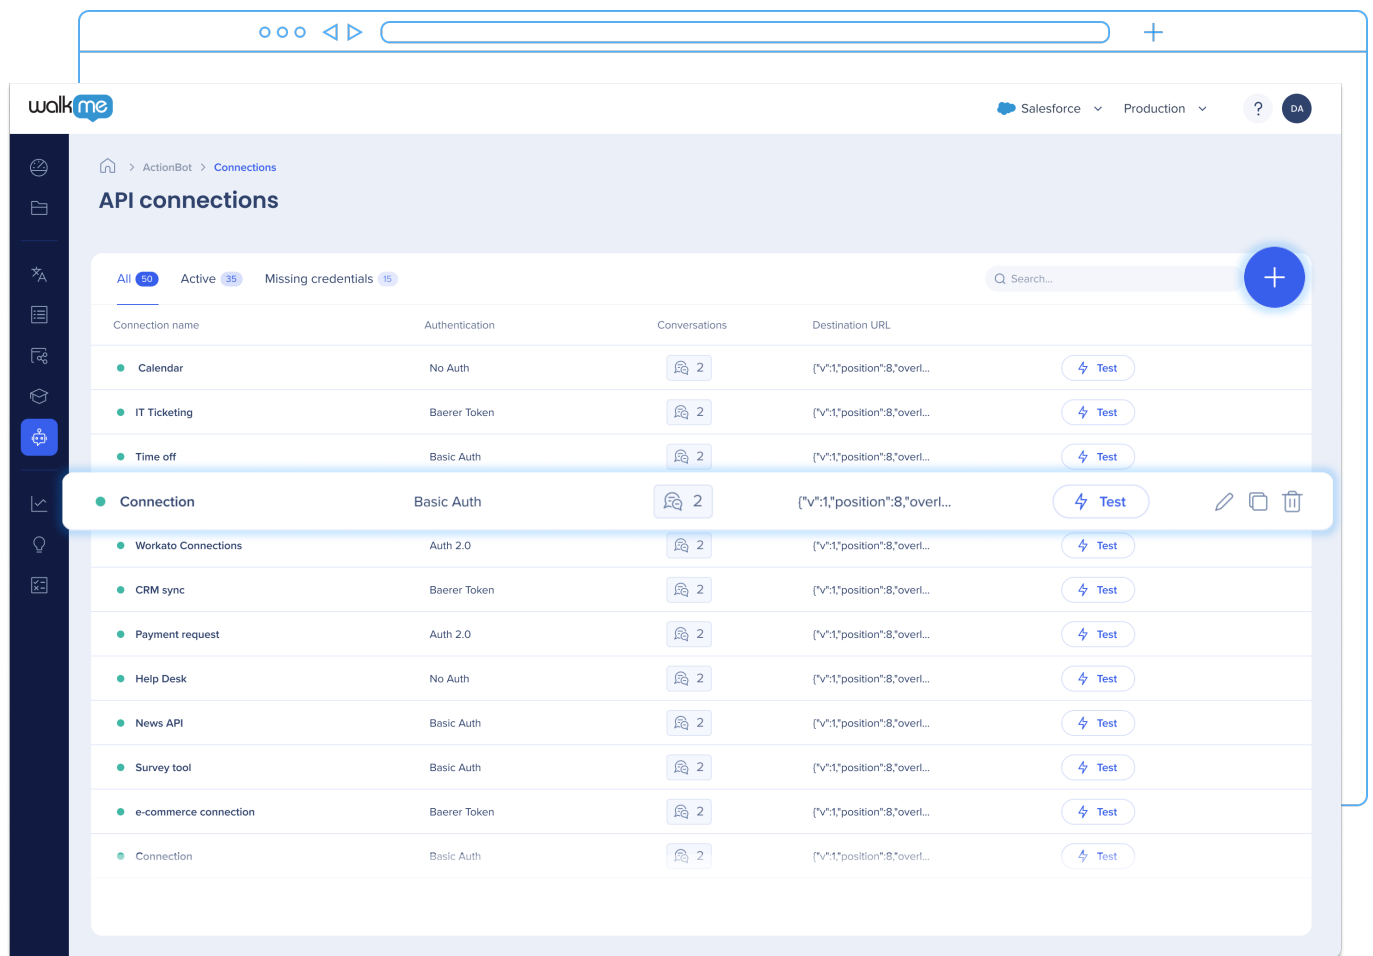 walkme
Salesforce Production ? DA
ActionBot Connections
API connections
All 50 Active 35 Missing credentials 15 Search...
Connection name Authentication Conversations Destination URL
Calendar No Auth 2 {"v":1,"position":8,"overl... Test
IT Ticketing Baerer Token 2 {"v":1,"position":8,"overl... Test
Time off Basic Auth 2 {"v":1,"position":8,"overl... Test
Connection Basic Auth 2 {"v":1,"position":8,"overl... Test
Workato Connections Auth 2.0 2 {"v":1,"position":8,"overl... Test
CRM sync Baerer Token 2 {"v":1,"position":8,"overl... Test
Payment request Auth 2.0 2 {"v":1,"position":8,"overl... Test
Help Desk No Auth 2 {"v":1,"position":8,"overl... Test
News API Basic Auth 2 {"v":1,"position":8,"overl... Test
Survey tool Basic Auth 2 {"v":1,"position":8,"overl... Test
e-commerce connection Baerer Token 2 {"v":1,"position":8,"overl... Test
Connection Basic Auth 2 {"v":1,"position":8,"overl... Test